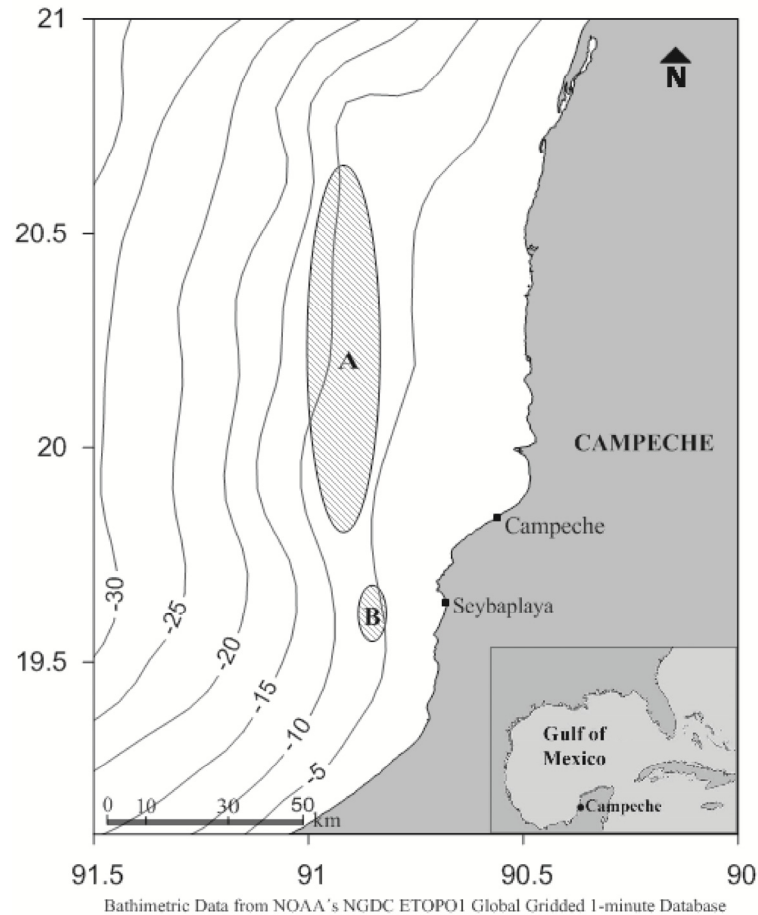 21
N
20.5
A
20
CAMPECHE
Campeche
-30
B
Seybaplaya
-25
-20
19.5
-15
-10
Gulf of
Mexico
-5
Campeche
0 10 30 50
km
91.5 91 90.5 90
Bathimetric Data from NOAA´s NGDC ETOPO1 Global Gridded 1-minute Database